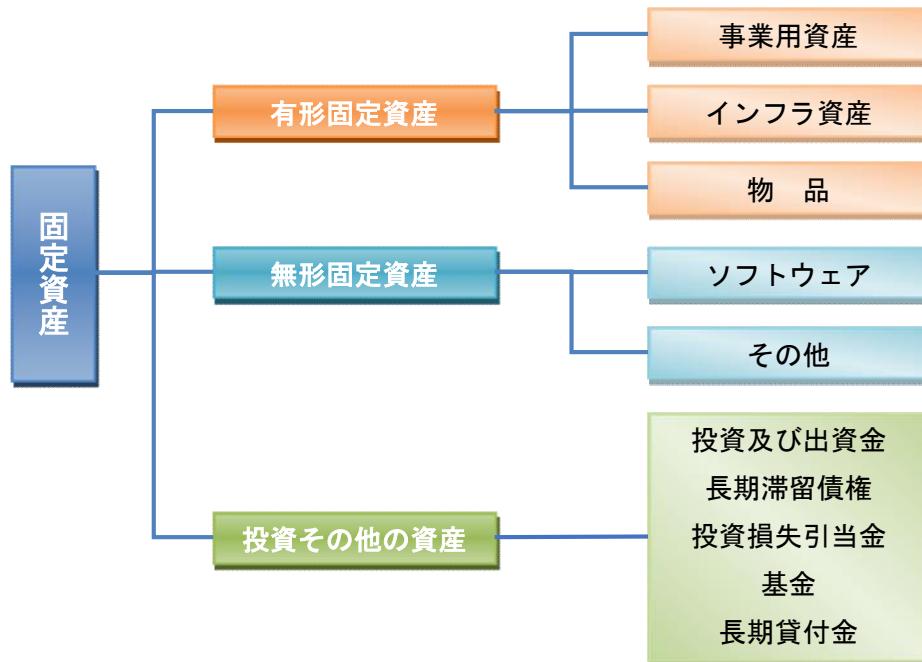 固定資産
有形固定資産
事業用資産
インフラ資産
物　品
無形固定資産
ソフトウェア
その他
投資その他の資産
投資及び出資金
長期滞留債権
投資損失引当金
基金
長期貸付金